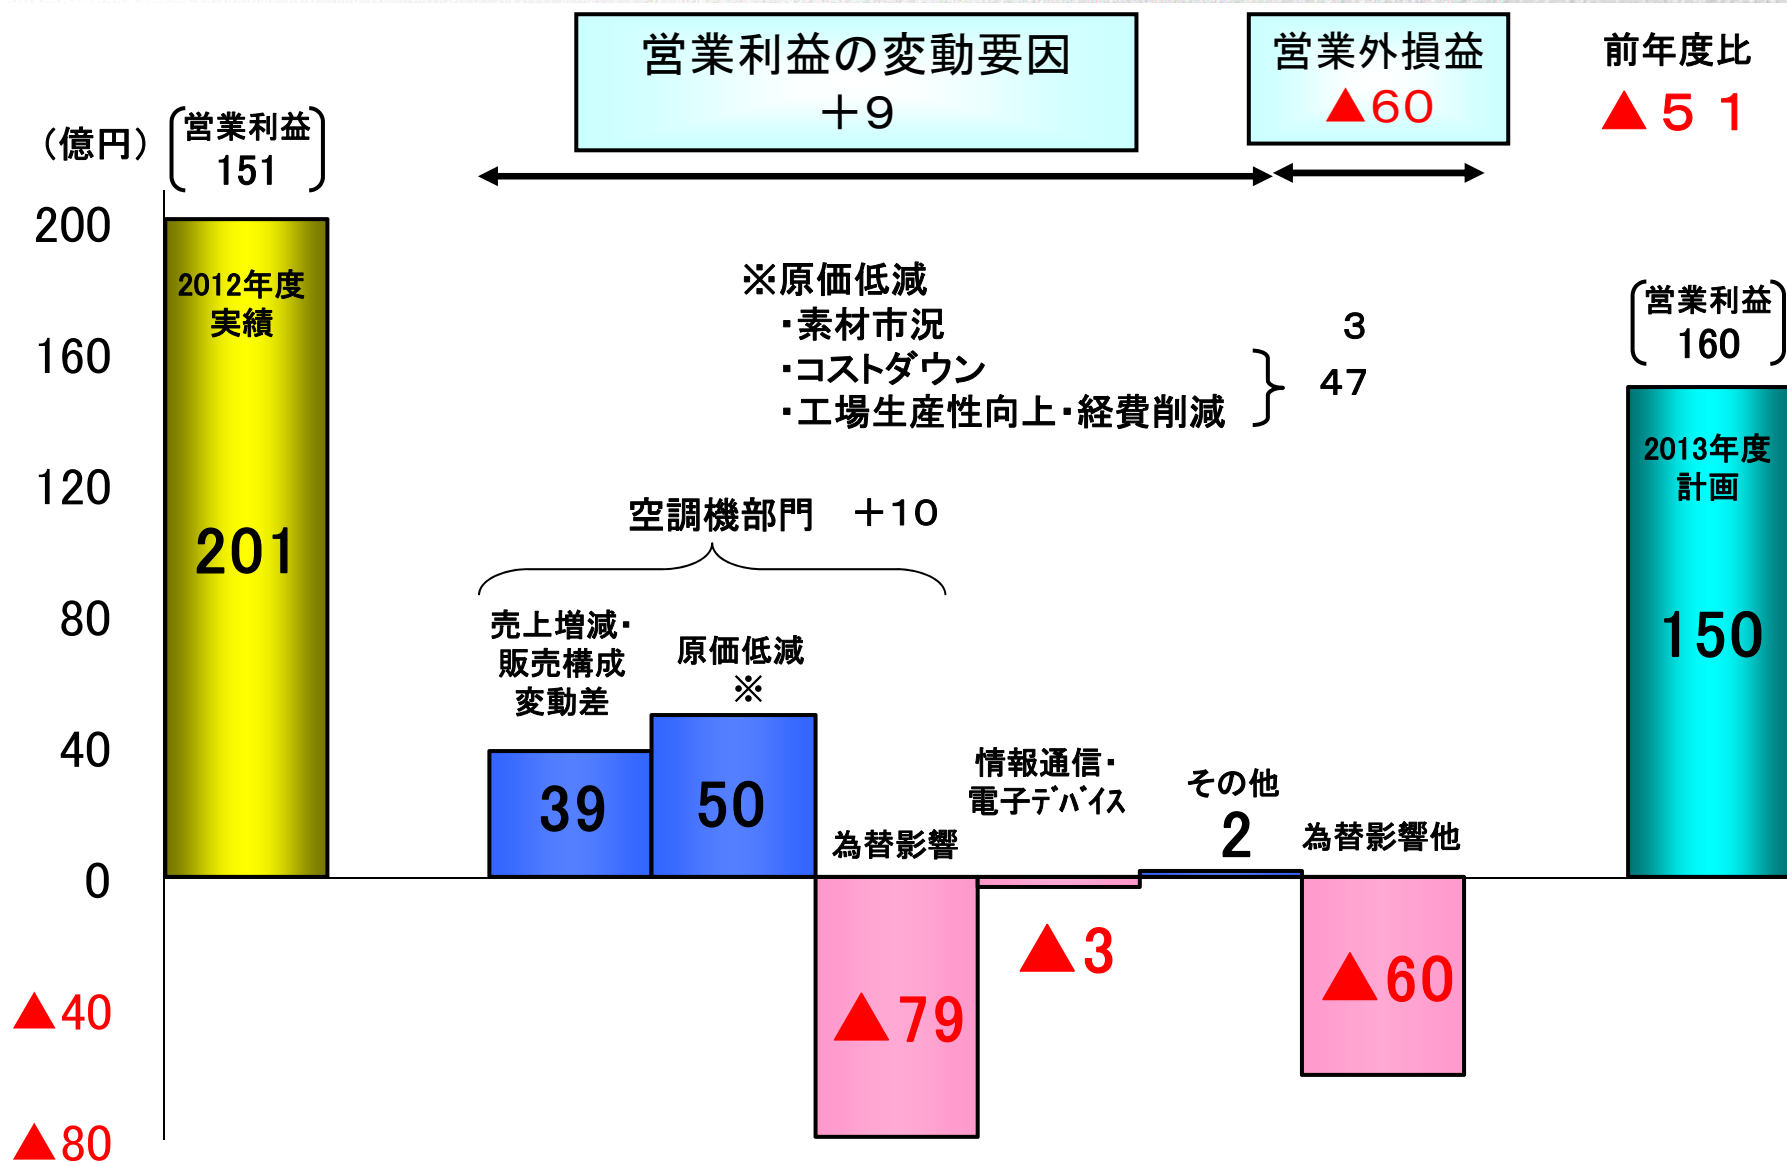 営業利益の変動要因
＋9
営業外損益
▲60
前年度比
▲51
（億円）
営業利益
151
200
160
120
80
40
0
▲40
▲80
2012年度
実績
201
※原価低減
・素材市況 3
・コストダウン
・工場生産性向上・経費削減
47
空調機部門 ＋10
売上増減・
販売構成
変動差
39
原価低減
※
50
為替影響
▲79
情報通信・
電子ﾃﾞﾊﾞｲｽ
▲3
その他
2
為替影響他
▲60
営業利益
160
2013年度
計画
150